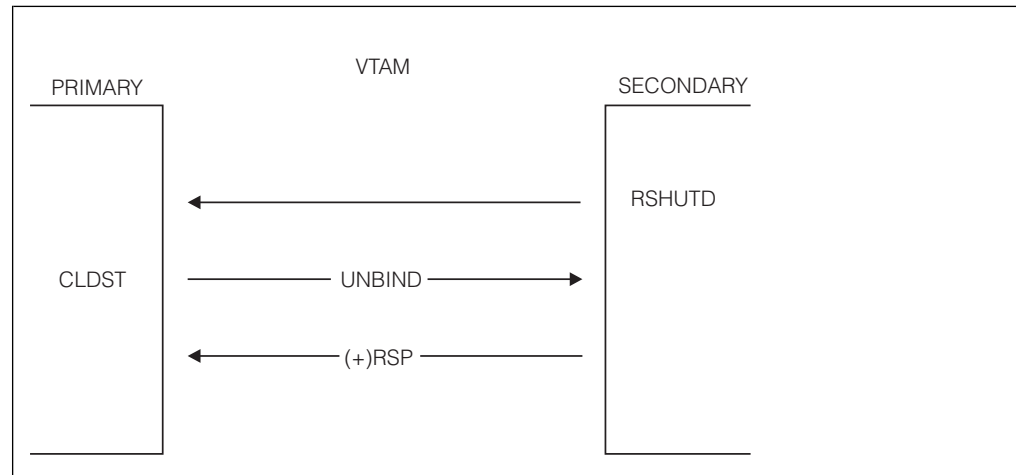 VTAM
PRIMARY
SECONDARY
RSHUTD
CLDST
UNBIND
(+)RSP